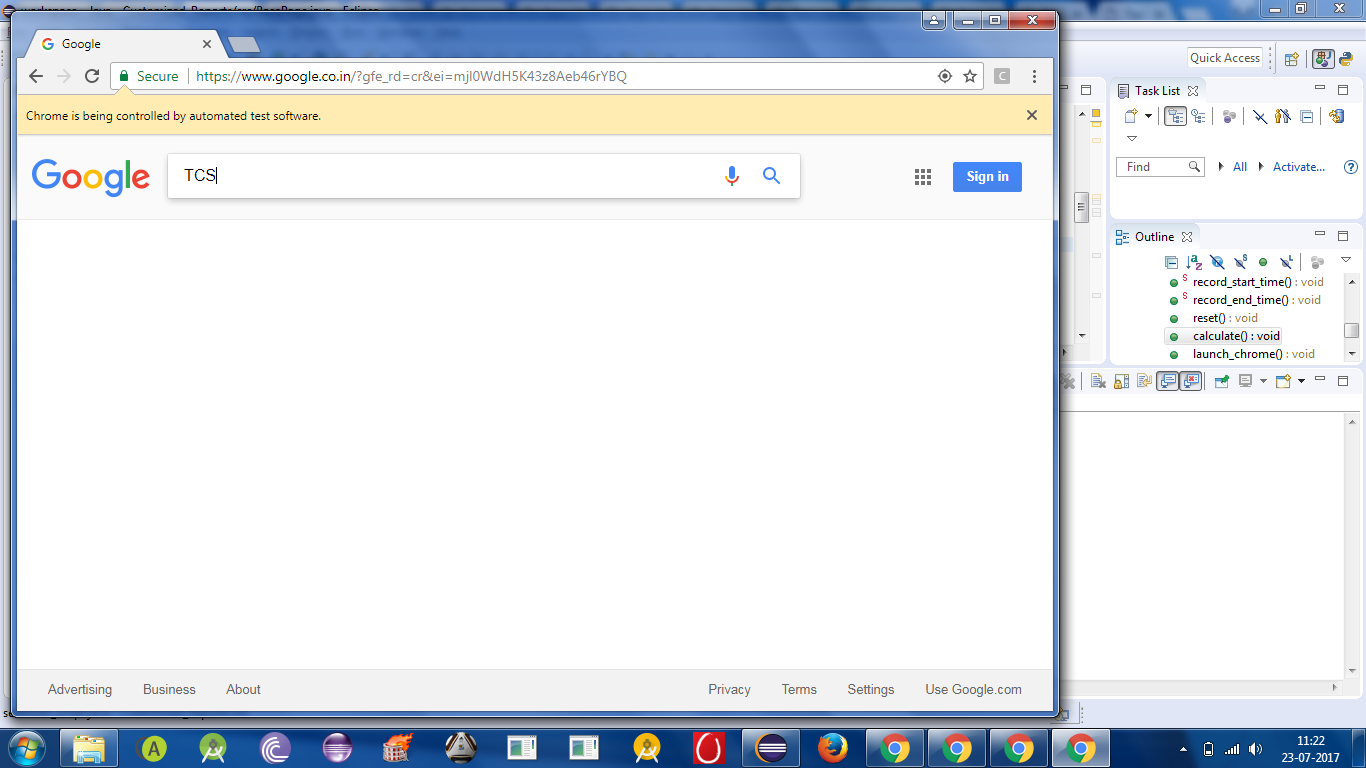 Google
Secure
https://www.google.co.in/?gfe_rd=cr&ei=mjI0WdH5K43z8Aeb46rYBQ
C
Chrome is being controlled by automated test software.
Google
TCS
Sign in
Advertising
Business
About
Privacy
Terms
Settings
Use Google.com
Quick Access
Task List
Find
All
Activate...
Outline
record_start_time() : void
record_end_time() : void
reset() : void
calculate() : void
launch_chrome() : void
11:22
23-07-2017